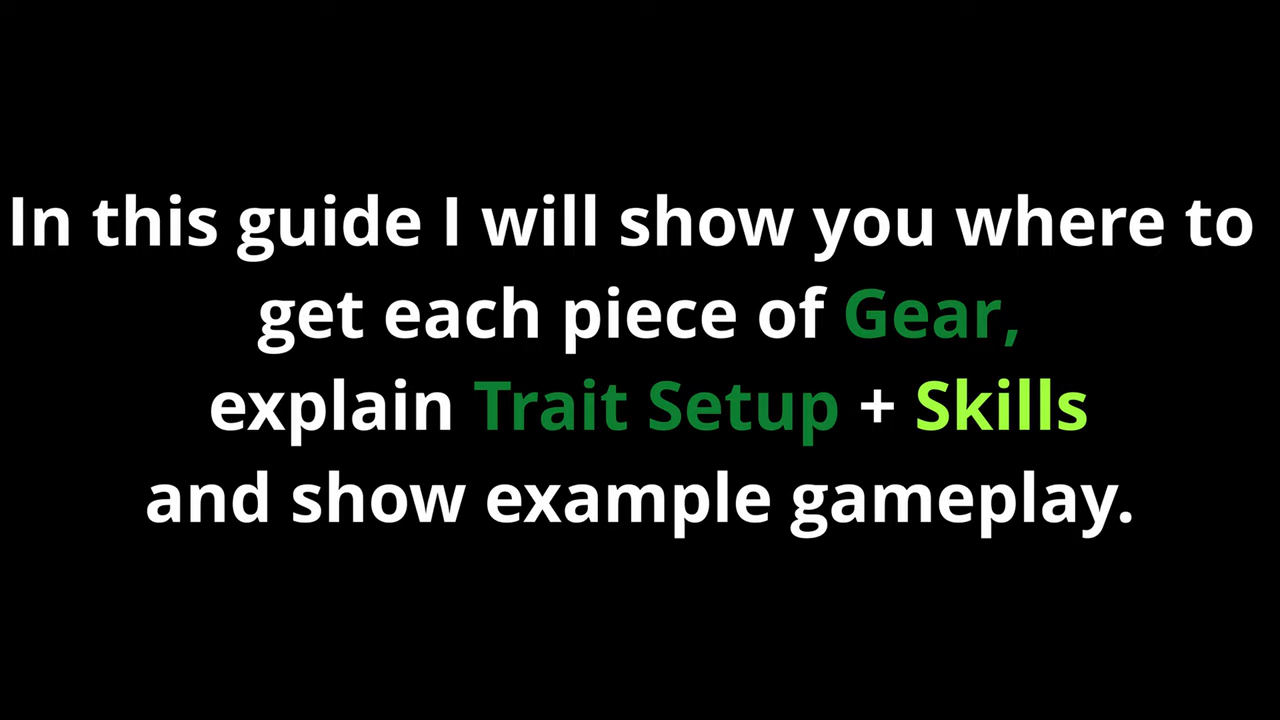 In this guide I will show you where to
get each piece of Gear,
explain Trait Setup + Skills
and show example gameplay.